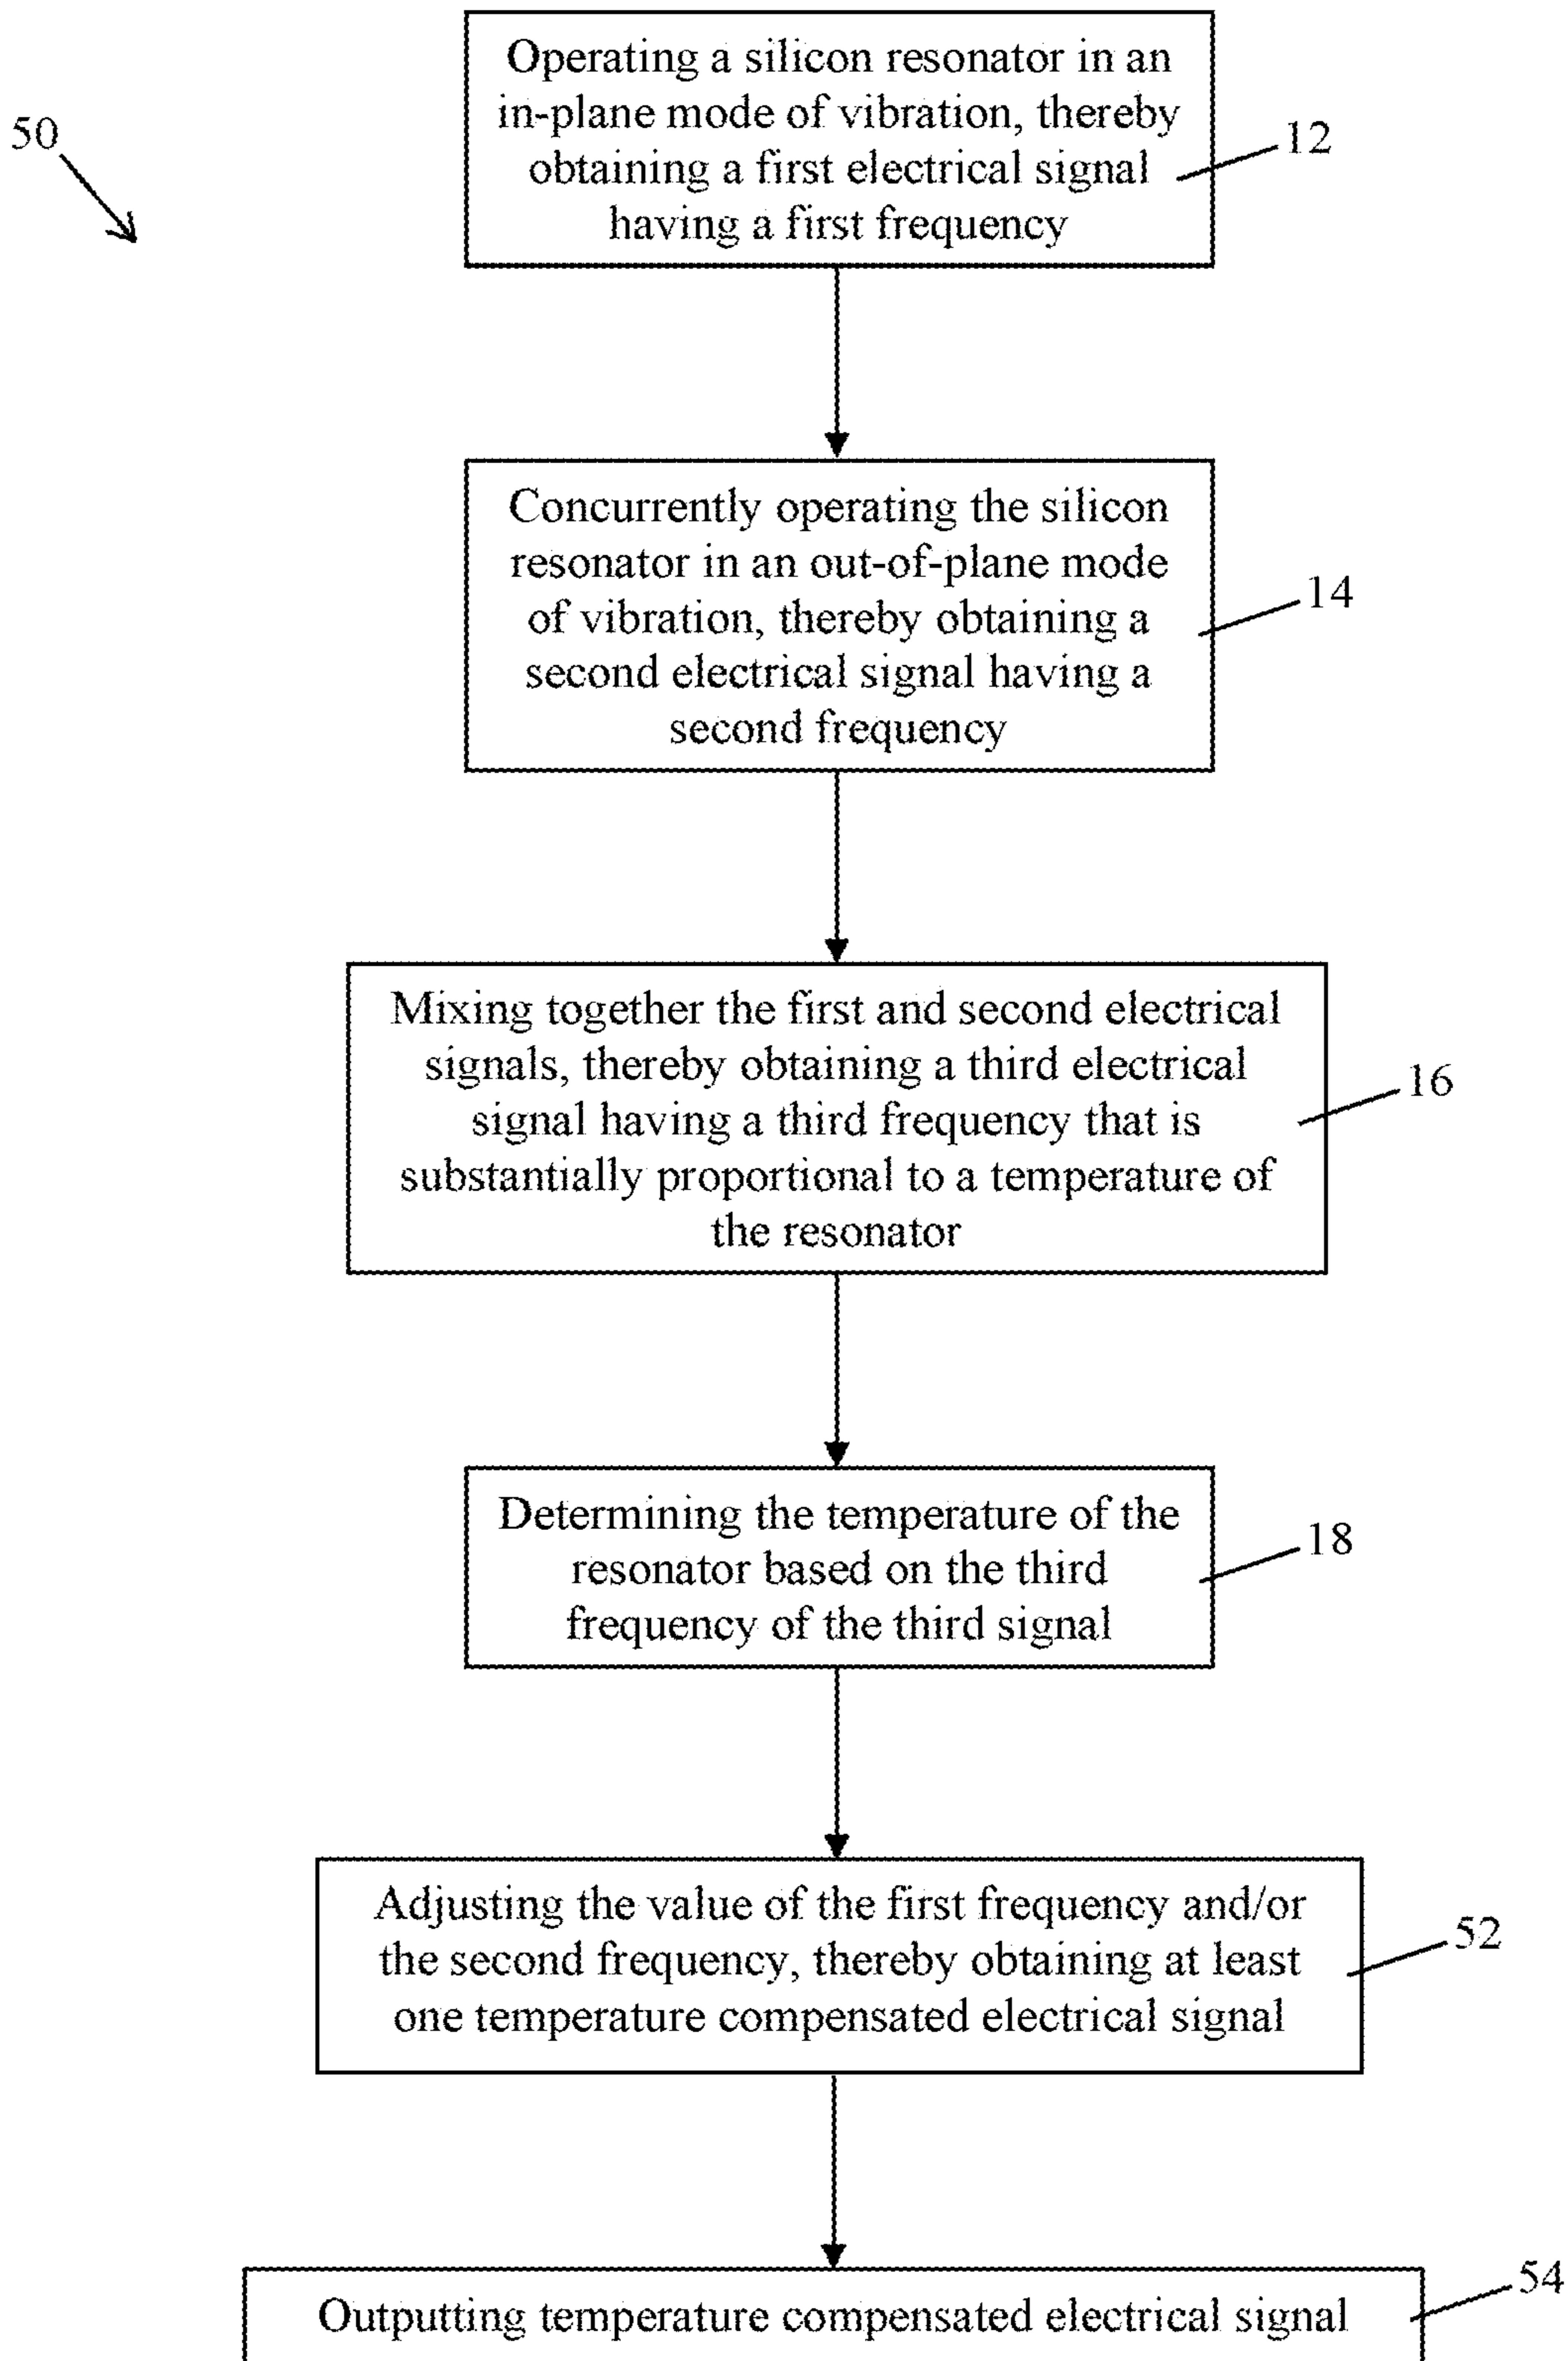 50
Operating a silicon resonator in an
in-plane mode of vibration, thereby
obtaining a first electrical signal
having a first frequency
12
Concurrently operating the silicon
resonator in an out-of-plane mode
of vibration, thereby obtaining a
second electrical signal having a
second frequency
14
Mixing together the first and second electrical
signals, thereby obtaining a third electrical
signal having a third frequency that is
substantially proportional to a temperature of
the resonator
16
Determining the temperature of the
resonator based on the third
frequency of the third signal
18
Adjusting the value of the first frequency and/or
the second frequency, thereby obtaining at least
one temperature compensated electrical signal
52
Outputting temperature compensated electrical signal
54